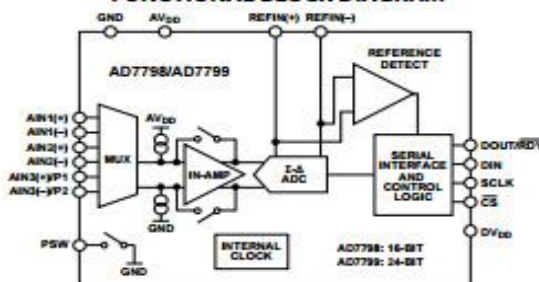 FUNCTIONAL BLOCK DIAGRAM
GND AVDD REFIN(+) REFIN(–)
AD7798/AD7799
REFERENCE
DETECT
AIN1(+)
AIN1(–)
AIN2(+)
AIN2(–)
AIN3(+)/P1
AIN3(–)/P2
MUX
AVDD
GND
IN-AMP
Σ-Δ
ADC
SERIAL
INTERFACE
AND
CONTROL
LOGIC
DOUT/RDY
DIN
SCLK
CS
DVDD
PSW
GND
INTERNAL
CLOCK
AD7798: 16-BIT
AD7799: 24-BIT